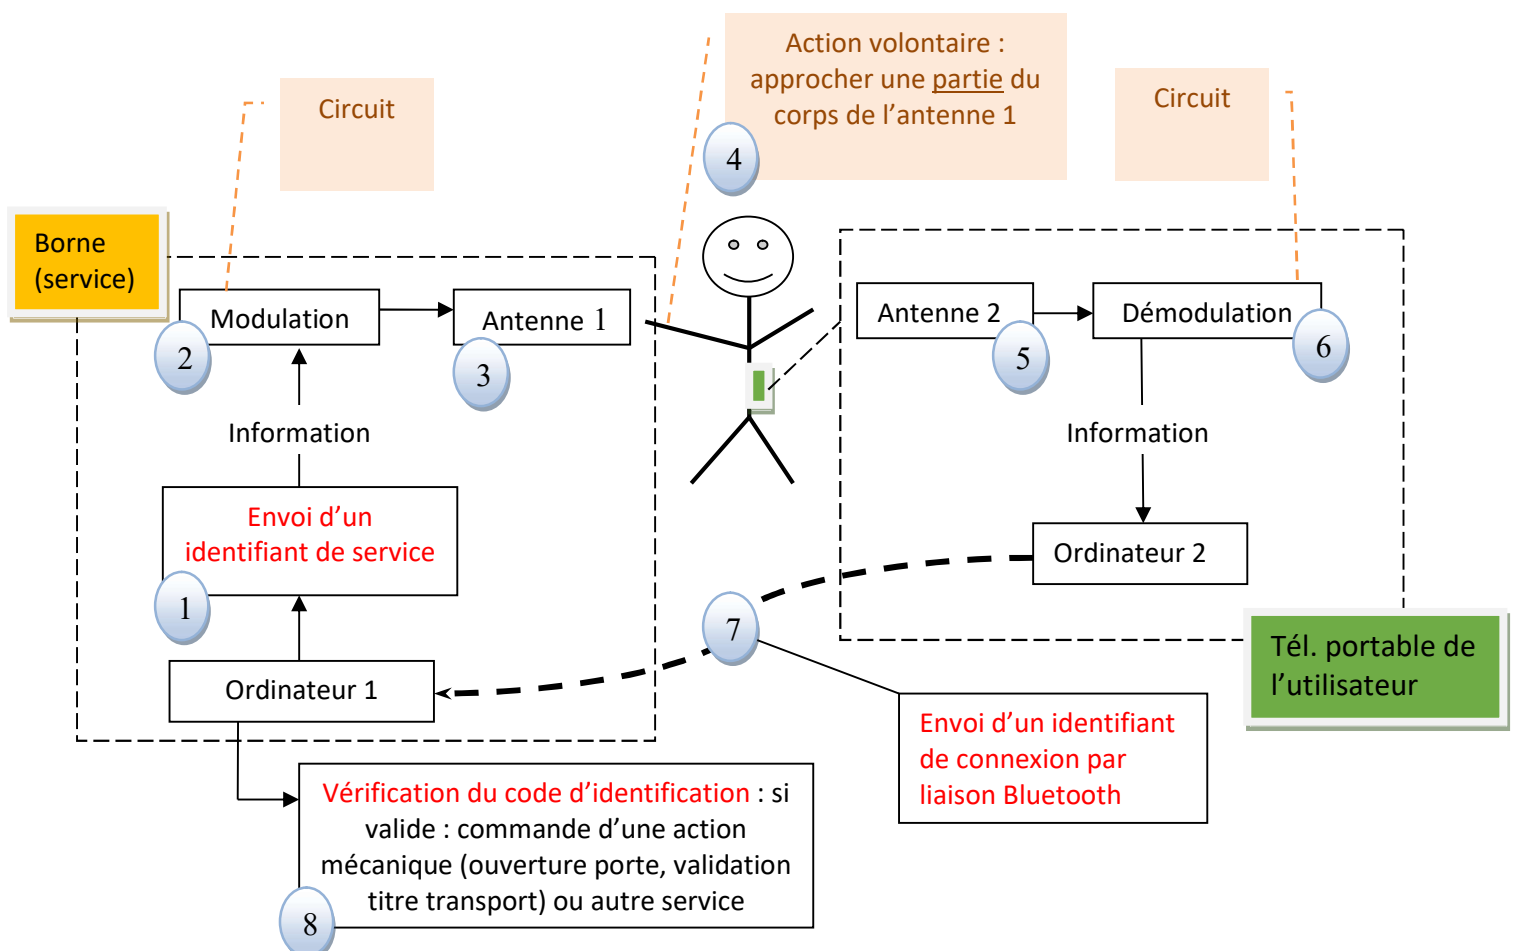 Action volontaire :
approcher une partie du
corps de l’antenne 1
4
Circuit
Circuit
Borne
(service)
Modulation
2
Antenne 1
3
Antenne 2
5
Démodulation
6
Information
Information
Envoi d’un
identifiant de service
1
Ordinateur 2
7
Ordinateur 1
Tél. portable de
l’utilisateur
Envoi d’un identifiant
de connexion par
liaison Bluetooth
Vérification du code d’identification : si
valide : commande d’une action
mécanique (ouverture porte, validation
titre transport) ou autre service
8